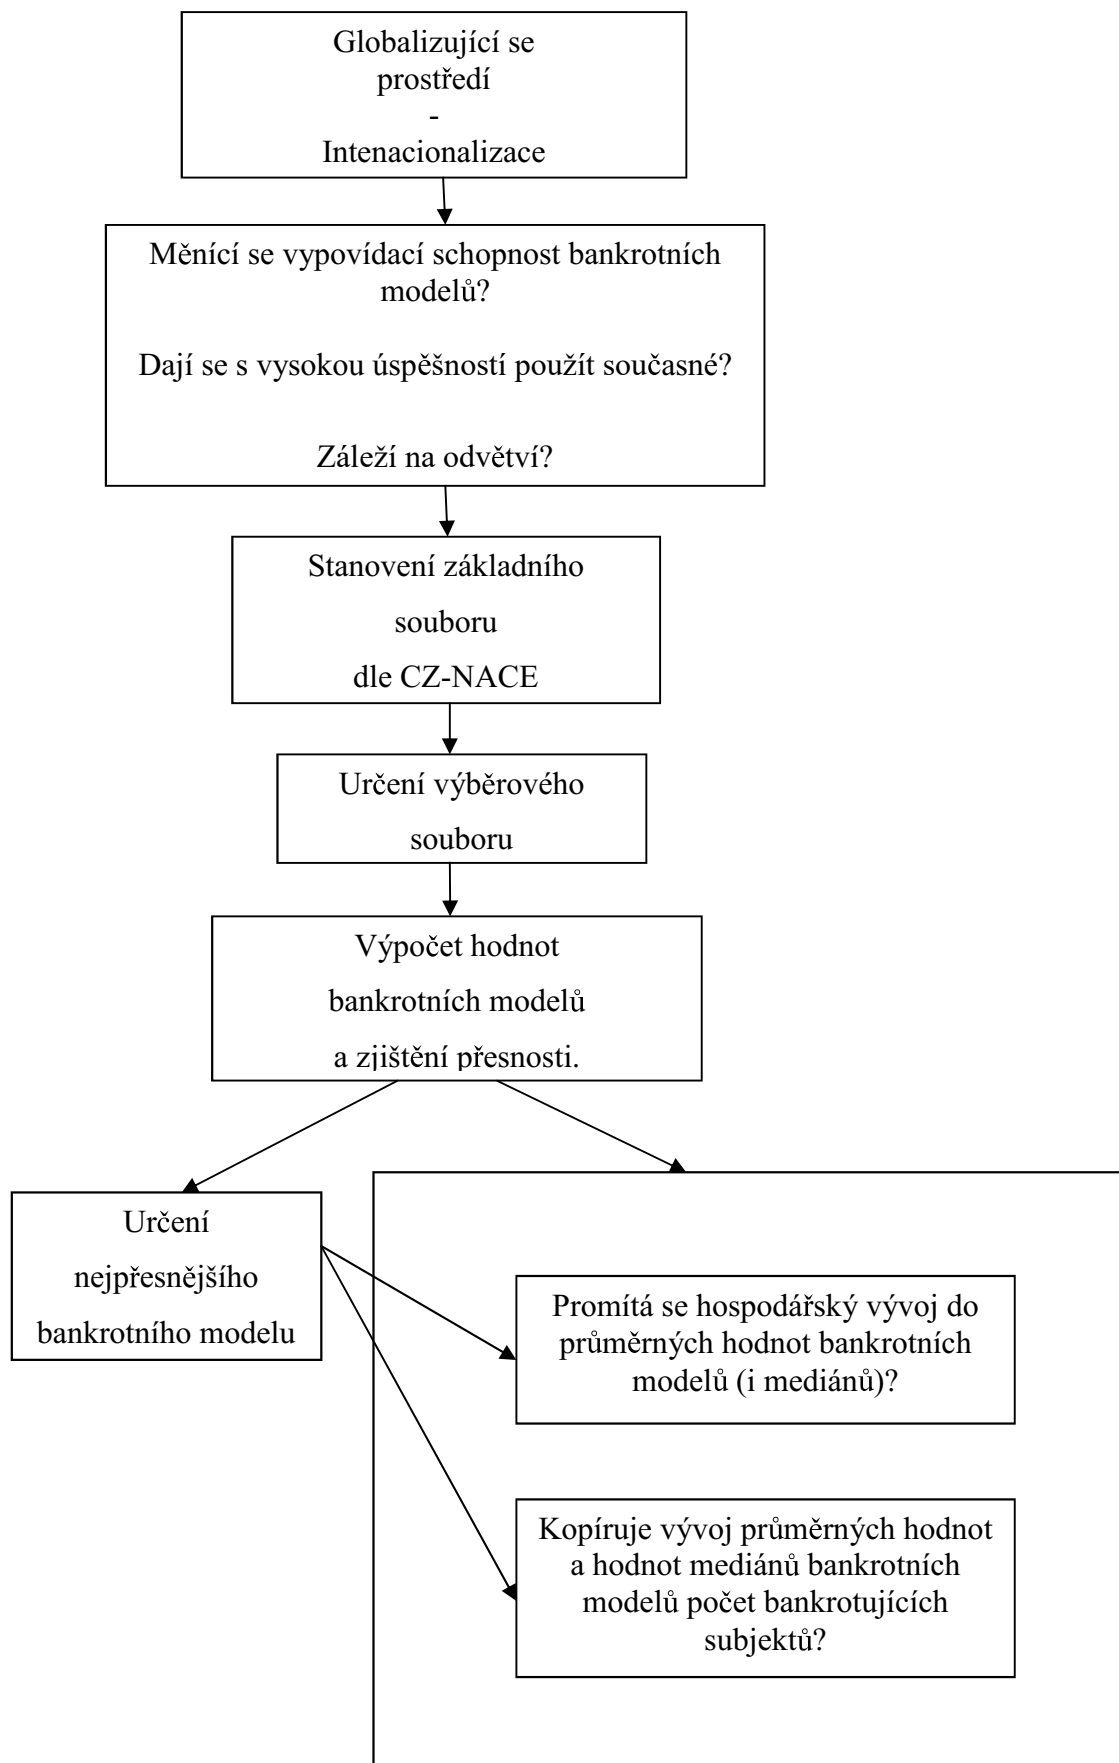 Globalizující se
prostředí
-
Intenacionalizace
Měnící se vypovídací schopnost bankrotních
modelů?
Dají se s vysokou úspěšností použít současné?
Záleží na odvětví?
Stanovení základního
souboru
dle CZ-NACE
Určení výběrového
souboru
Výpočet hodnot
bankrotních modelů
a zjištění přesnosti.
Určení
nejpřesnějšího
bankrotního modelu
Promítá se hospodářský vývoj do
průměrných hodnot bankrotních
modelů (i mediánů)?
Kopíruje vývoj průměrných hodnot
a hodnot mediánů bankrotních
modelů počet bankrotujících
subjektů?